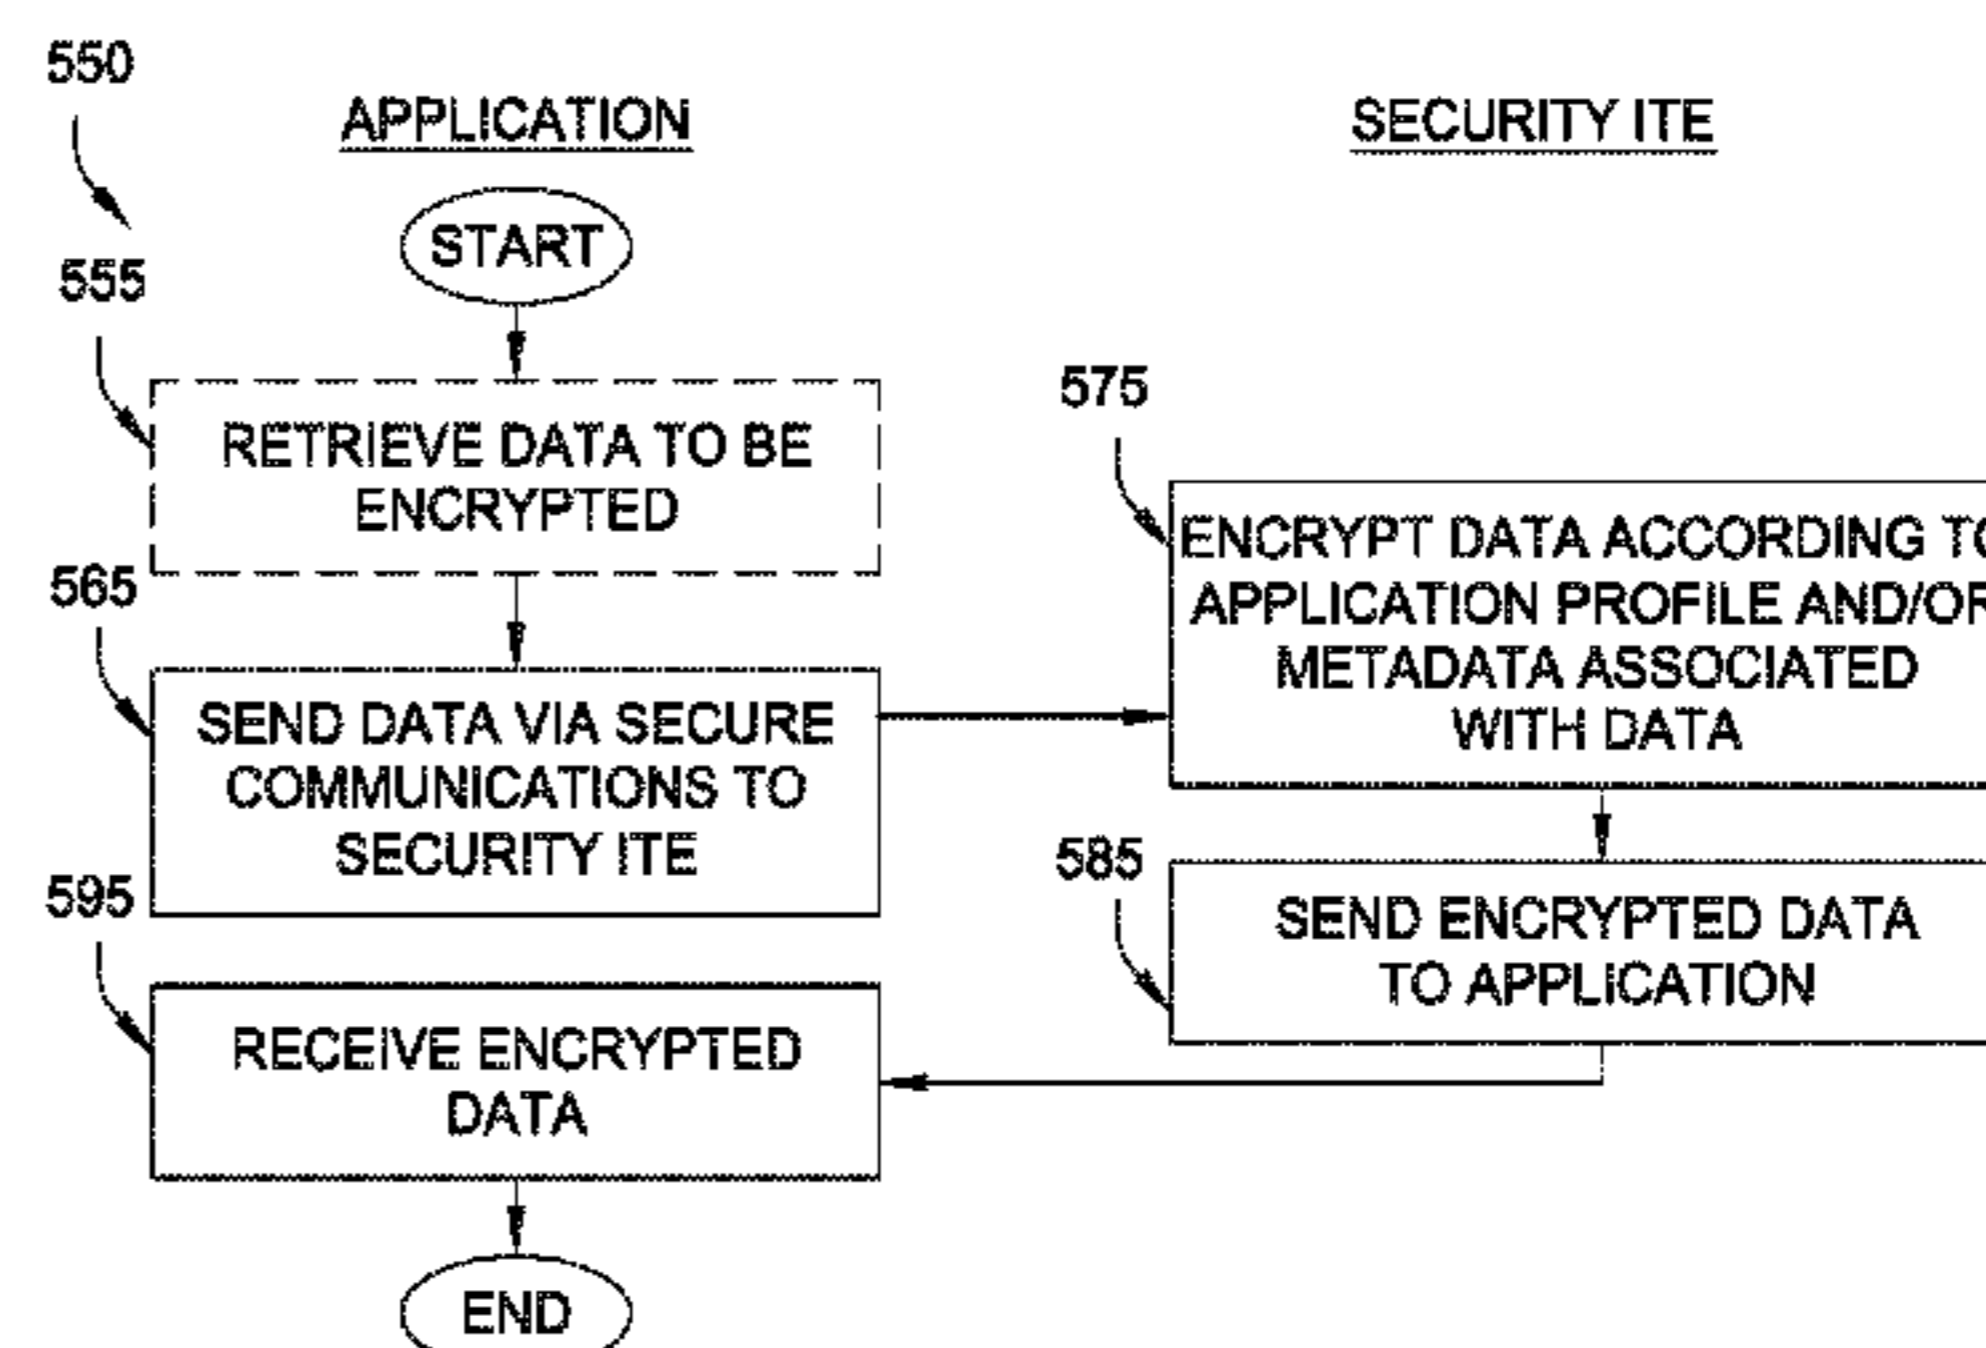 550
APPLICATION
SECURITY ITE
START
555
RETRIEVE DATA TO BE
ENCRYPTED
575
ENCRYPT DATA ACCORDING TO
APPLICATION PROFILE AND/OR
METADATA ASSOCIATED
WITH DATA
565
SEND DATA VIA SECURE
COMMUNICATIONS TO
SECURITY ITE
585
SEND ENCRYPTED DATA
TO APPLICATION
595
RECEIVE ENCRYPTED
DATA
END